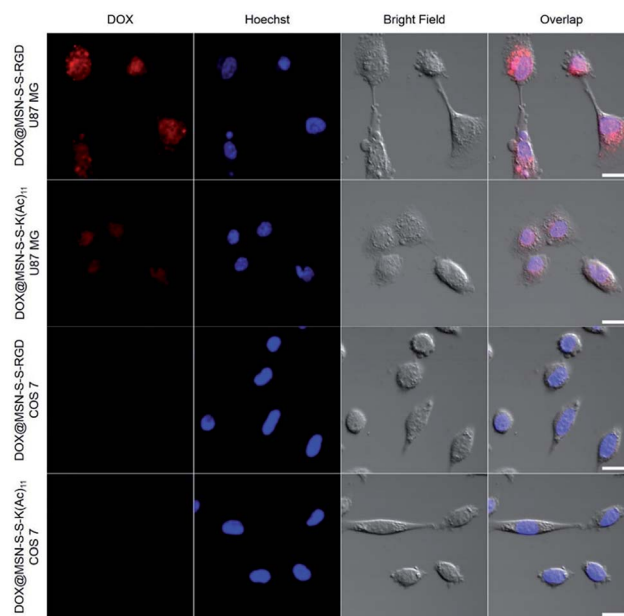 DOX Hoechst Bright Field Overlap
DOX@MSN-S-S-RGD
U87 MG
DOX@MSN-S-S-K(Ac)₁₁
U87 MG
DOX@MSN-S-S-RGD
COS 7
DOX@MSN-S-S-K(Ac)₁₁
COS 7